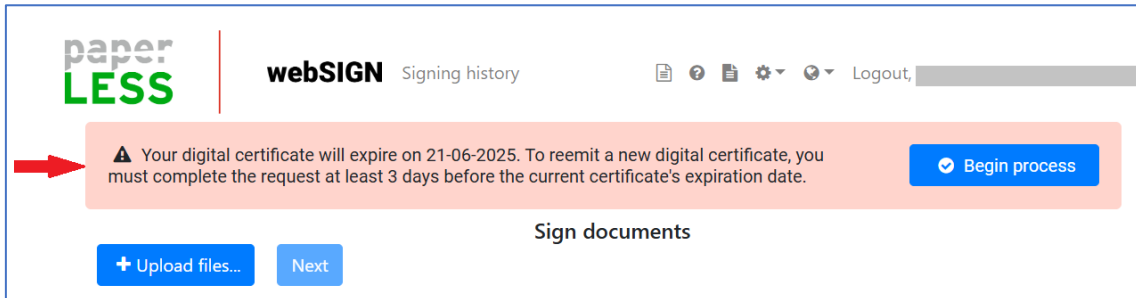 paper
LESS
webSIGN Signing history Logout,
Your digital certificate will expire on 21-06-2025. To reemit a new digital certificate, you
must complete the request at least 3 days before the current certificate's expiration date.
Begin process
Sign documents
+ Upload files...
Next